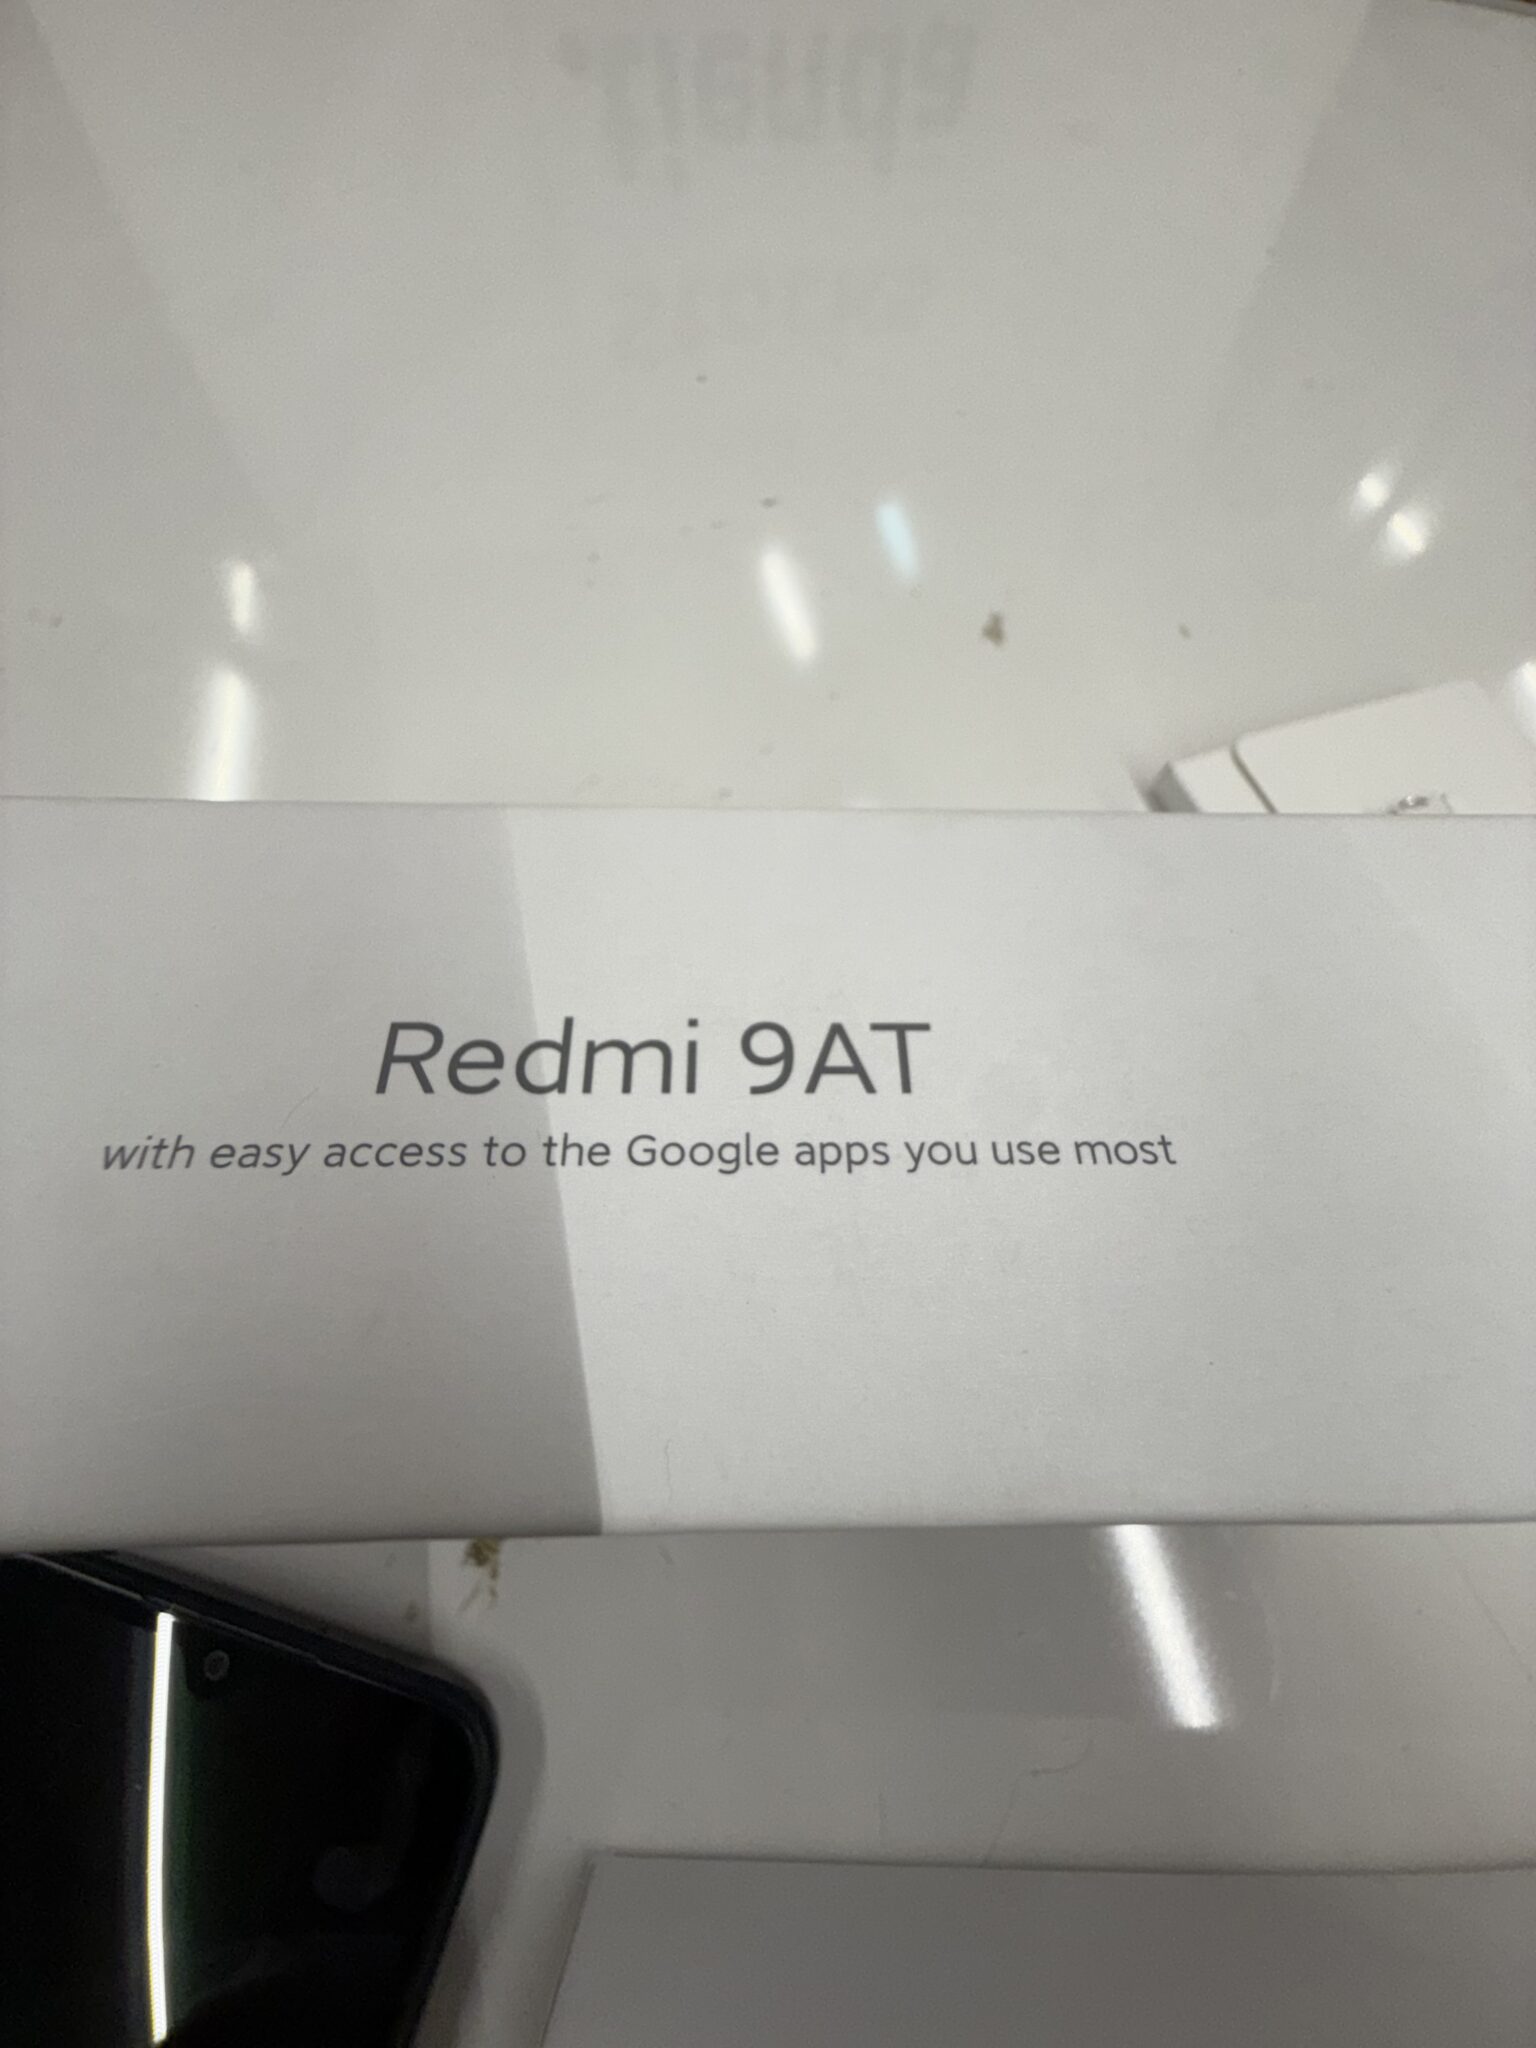 Redmi 9AT
with easy access to the Google apps you use most